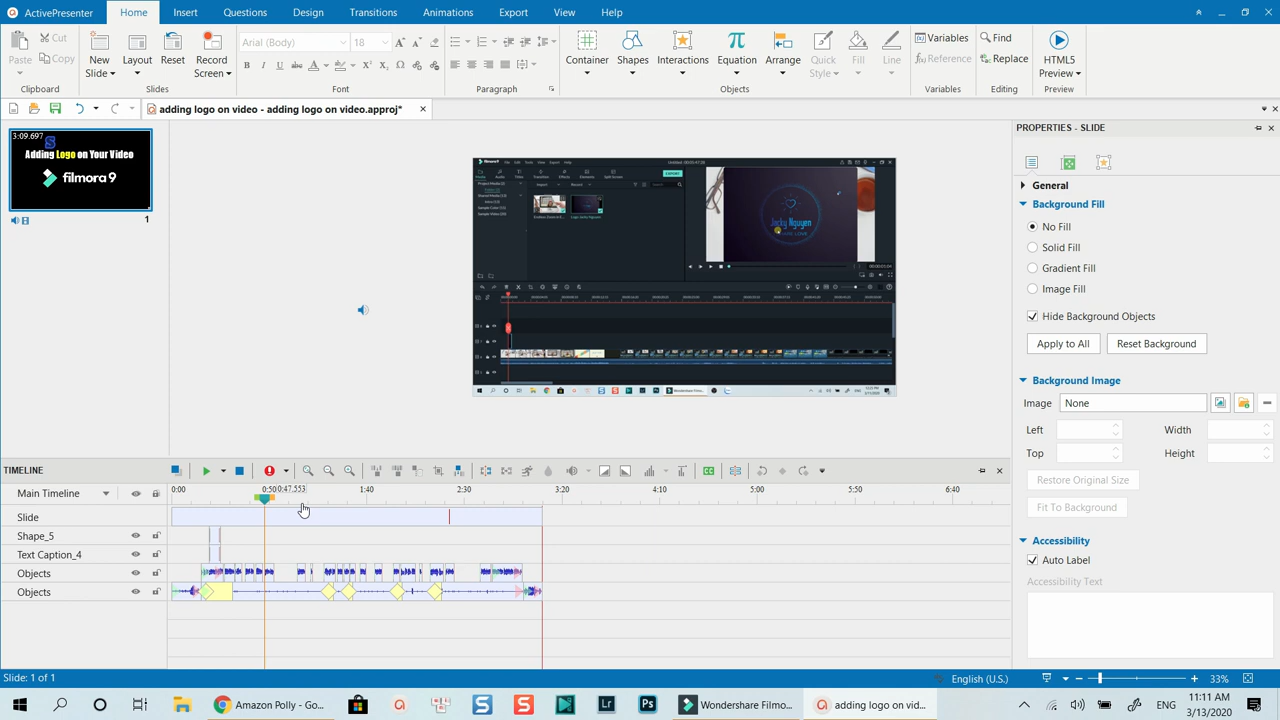 ActivePresenter
Home
Insert
Questions
Design
Transitions
Animations
Export
View
Help
Paste
Cut
Copy
New Slide
Layout
Reset
Record Screen
Arial (Body)
18
Container
Shapes
Interactions
Equation
Arrange
Quick Style
Fill
Line
Variables
Reference
Find
Replace
HTML5 Preview
Clipboard
Slides
Font
Paragraph
Objects
Variables
Editing
Preview
adding logo on video - adding logo on video.approj*
3:09.697
S
Adding Logo on Your Video
filmora 9
1
filmora9
EXPORT
Jacky Nguyen
PROPERTIES - SLIDE
General
Background Fill
No Fill
Solid Fill
Gradient Fill
Image Fill
Hide Background Objects
Apply to All
Reset Background
Background Image
Image
None
Left
Width
Top
Height
Restore Original Size
Fit To Background
Accessibility
Auto Label
Accessibility Text
TIMELINE
CC
Main Timeline
0:00
0:50
0:47.553
1:40
2:30
3:20
4:10
5:00
5:50
6:40
Slide
Shape_5
Text Caption_4
Objects
Objects
Slide: 1 of 1
English (U.S.)
33%
Amazon Polly - Go...
Lr
Ps
Wondershare Filmo...
adding logo on vid...
ENG
11:11 AM
3/13/2020